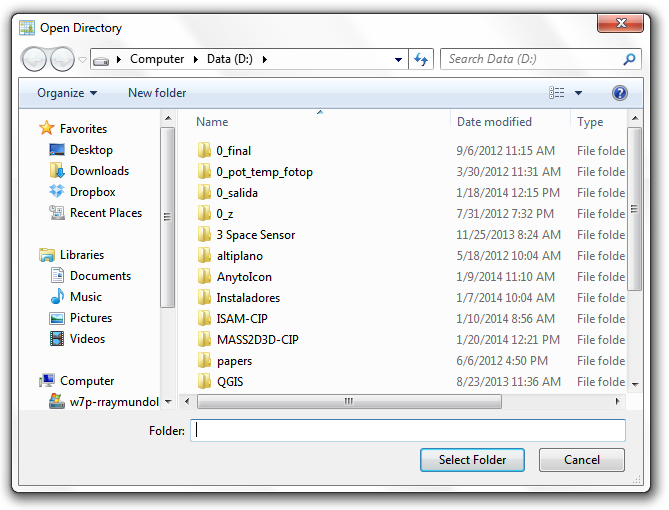 Open Directory
Computer Data (D:) Search Data (D:)
Organize New folder
Favorites
Desktop
Downloads
Dropbox
Recent Places
Libraries
Documents
Music
Pictures
Videos
Computer
w7p-rraymundol
Name Date modified Type
0_final 9/6/2012 11:15 AM File folde
0_pot_temp_fotop 3/30/2012 11:31 AM File folde
0_salida 1/18/2014 12:15 PM File folde
0_z 7/31/2012 7:32 PM File folde
3 Space Sensor 11/25/2013 8:24 AM File folde
altiplano 5/18/2012 10:04 AM File folde
AnytoIcon 1/9/2014 11:10 AM File folde
Instaladores 1/7/2014 10:04 AM File folde
ISAM-CIP 1/10/2014 8:56 AM File folde
MASS2D3D-CIP 1/20/2014 12:21 PM File folde
papers 6/6/2012 4:50 PM File folde
QGIS 8/23/2013 11:36 AM File folde
Folder:
Select Folder Cancel